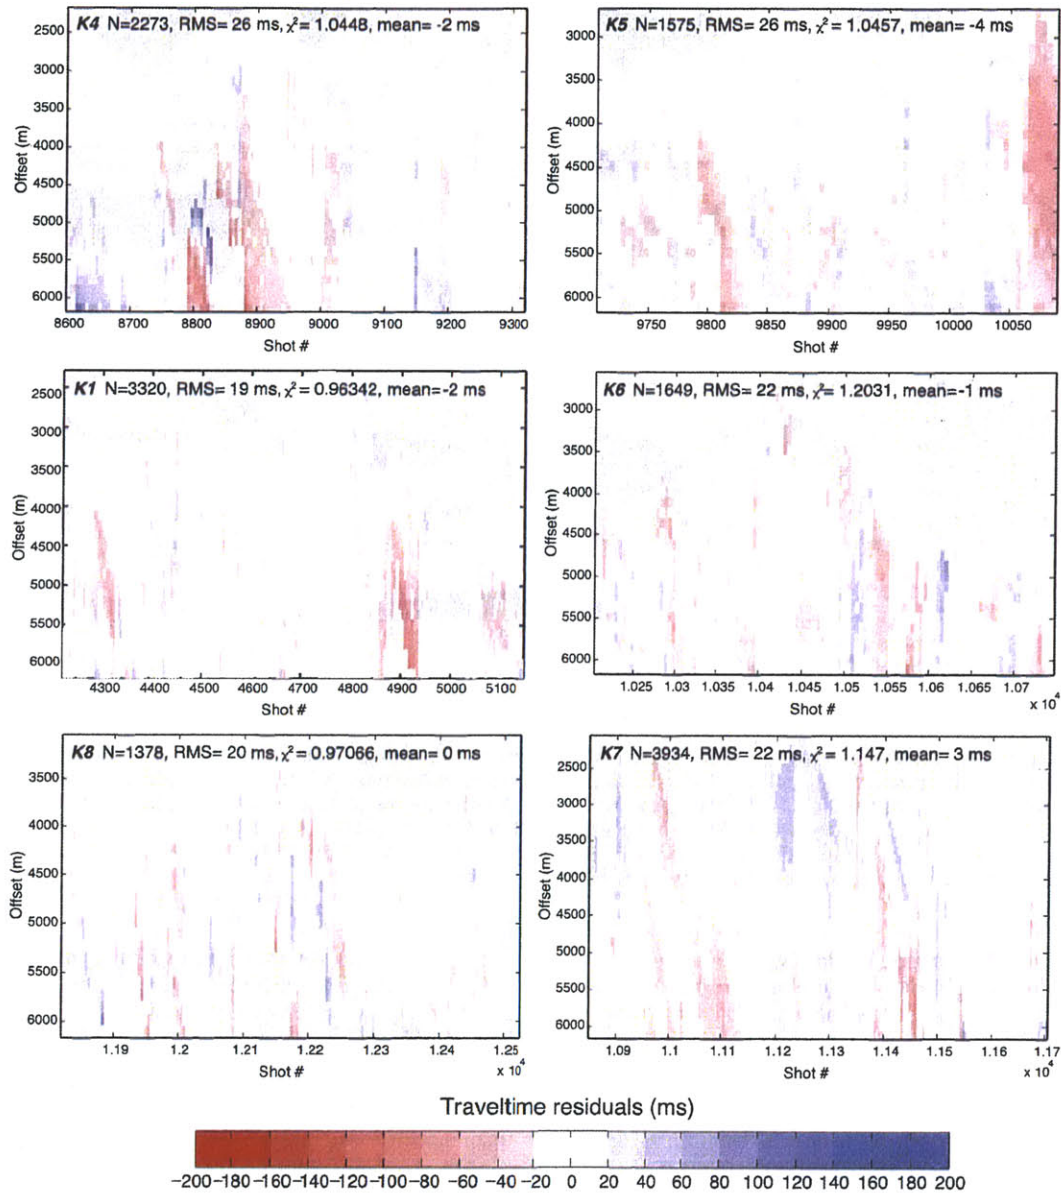 K4 N=2273, RMS= 26 ms, χ²= 1.0448, mean= -2 ms
2500
3000
3500
4000
4500
5000
5500
6000
Offset (m)
8600 8700 8800 8900 9000 9100 9200 9300
Shot #
K5 N=1575, RMS= 26 ms, χ²= 1.0457, mean= -4 ms
3000
3500
4000
4500
5000
5500
6000
Offset (m)
9750 9800 9850 9900 9950 10000 10050
Shot #
K1 N=3320, RMS= 19 ms, χ²= 0.96342, mean=-2 ms
2500
3000
3500
4000
4500
5000
5500
6000
Offset (m)
4300 4400 4500 4600 4700 4800 4900 5000 5100
Shot #
K6 N=1649, RMS= 22 ms, χ²= 1.2031, mean=-1 ms
3000
3500
4000
4500
5000
5500
6000
Offset (m)
1.025 1.03 1.035 1.04 1.045 1.05 1.055 1.06 1.065 1.07
Shot #
x 10⁴
K8 N=1378, RMS= 20 ms, χ²= 0.97066, mean= 0 ms
3500
4000
4500
5000
5500
6000
Offset (m)
1.19 1.2 1.21 1.22 1.23 1.24 1.25
Shot #
x 10⁴
K7 N=3934, RMS= 22 ms, χ²= 1.147, mean= 3 ms
2500
3000
3500
4000
4500
5000
5500
6000
Offset (m)
1.09 1.1 1.11 1.12 1.13 1.14 1.15 1.16 1.17
Shot #
x 10⁴
Traveltime residuals (ms)
−200 −180 −160 −140 −120 −100 −80 −60 −40 −20 0 20 40 60 80 100 120 140 160 180 200